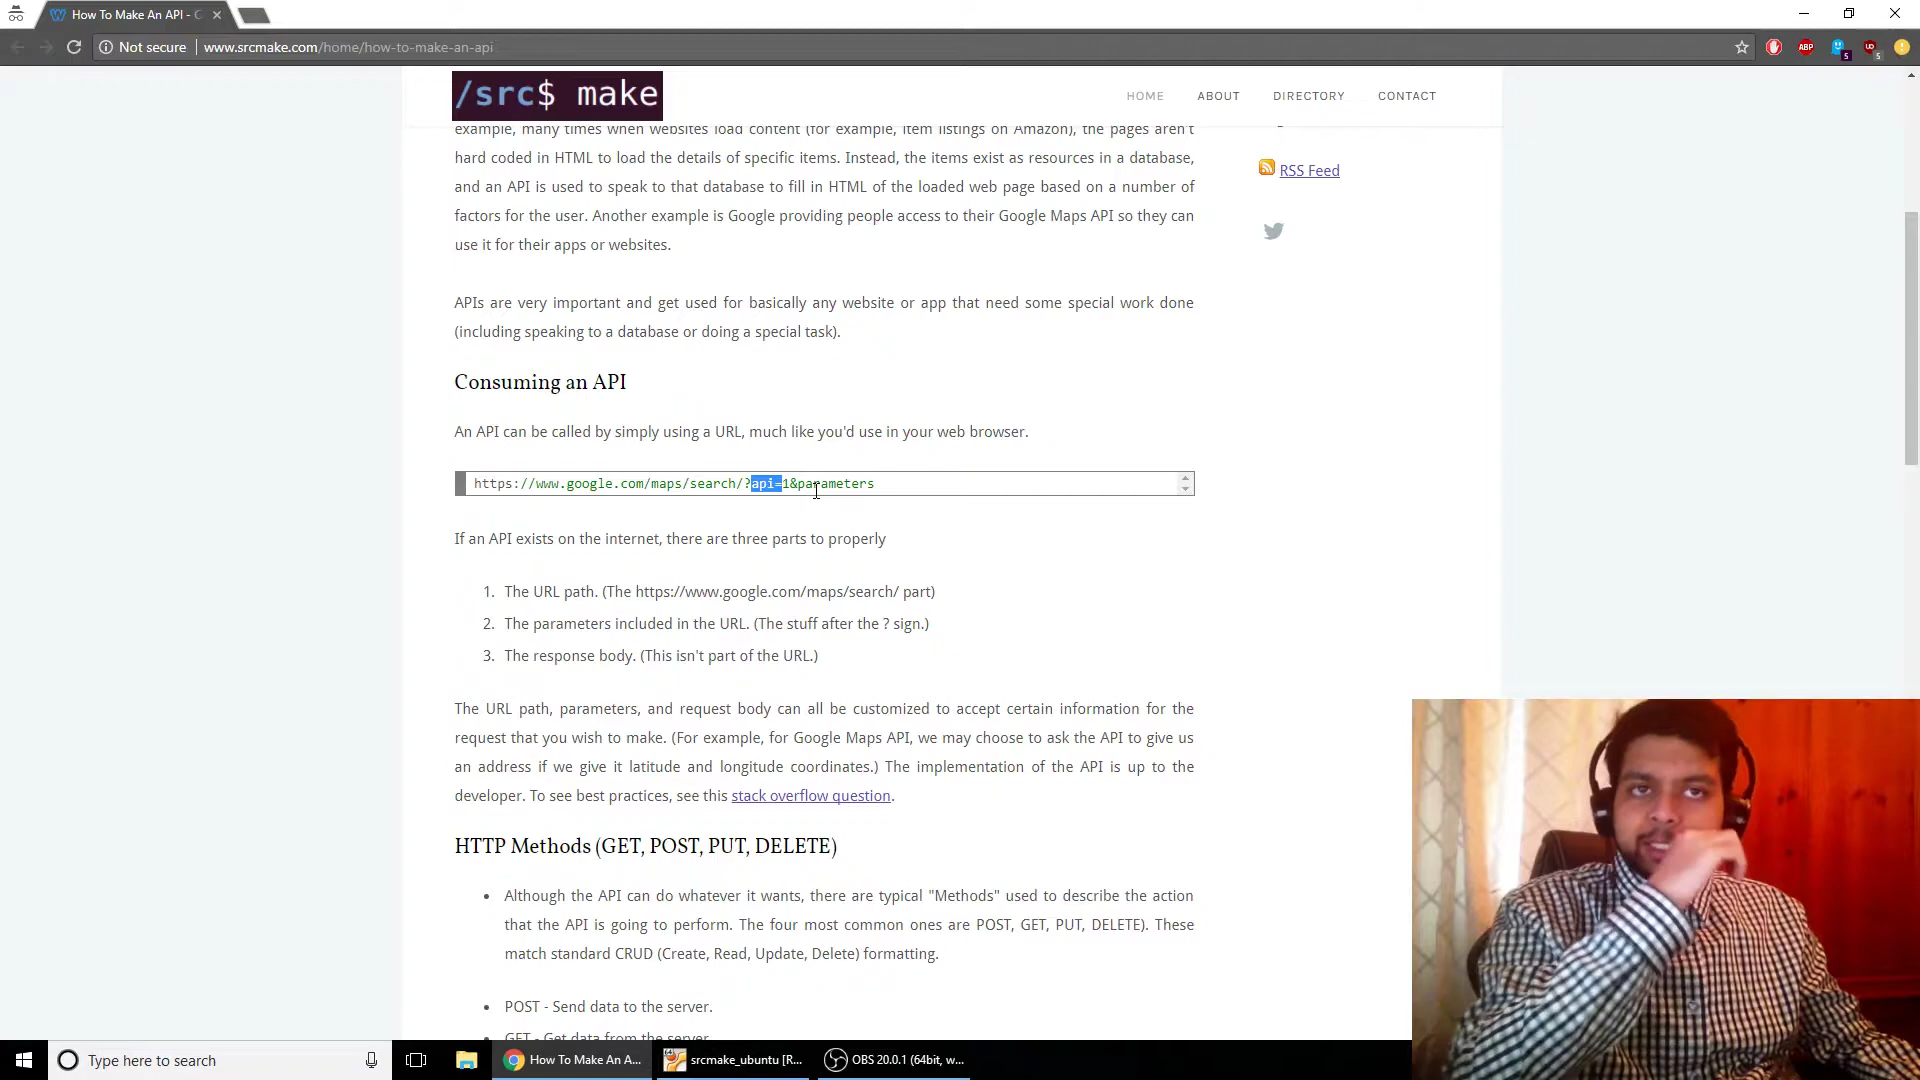 How To Make An API - C
Not secure www.srcmake.com/home/how-to-make-an-api
ABP
5
UD
5
/src$ make
HOME ABOUT DIRECTORY CONTACT
example, many times when websites load content (for example, item listings on Amazon), the pages aren't
hard coded in HTML to load the details of specific items. Instead, the items exist as resources in a database,
and an API is used to speak to that database to fill in HTML of the loaded web page based on a number of
factors for the user. Another example is Google providing people access to their Google Maps API so they can
use it for their apps or websites.
RSS Feed
APIs are very important and get used for basically any website or app that need some special work done
(including speaking to a database or doing a special task).
Consuming an API
An API can be called by simply using a URL, much like you'd use in your web browser.
https://www.google.com/maps/search/?api=1&parameters
If an API exists on the internet, there are three parts to properly
1. The URL path. (The https://www.google.com/maps/search/ part)
2. The parameters included in the URL. (The stuff after the ? sign.)
3. The response body. (This isn't part of the URL.)
The URL path, parameters, and request body can all be customized to accept certain information for the
request that you wish to make. (For example, for Google Maps API, we may choose to ask the API to give us
an address if we give it latitude and longitude coordinates.) The implementation of the API is up to the
developer. To see best practices, see this stack overflow question.
HTTP Methods (GET, POST, PUT, DELETE)
• Although the API can do whatever it wants, there are typical "Methods" used to describe the action
that the API is going to perform. The four most common ones are POST, GET, PUT, DELETE). These
match standard CRUD (Create, Read, Update, Delete) formatting.
• POST - Send data to the server.
• GET - Get data from the server.
Type here to search
How To Make An A...
srcmake_ubuntu [R...
OBS 20.0.1 (64bit, w...